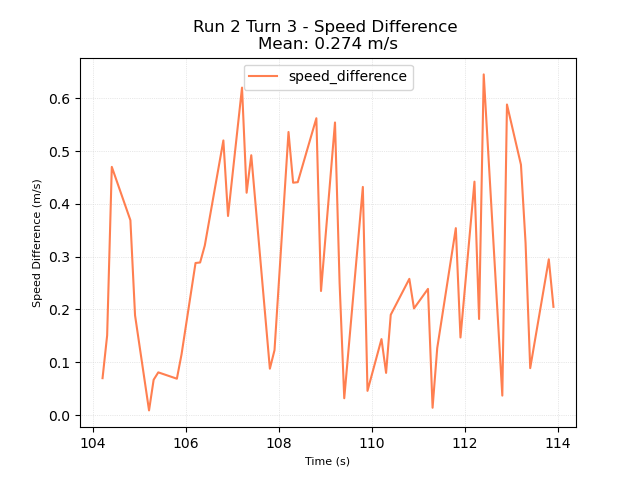 Run 2 Turn 3 - Speed Difference
Mean: 0.274 m/s
speed_difference
Speed Difference (m/s)
0.6
0.5
0.4
0.3
0.2
0.1
0.0
104 106 108 110 112 114
Time (s)